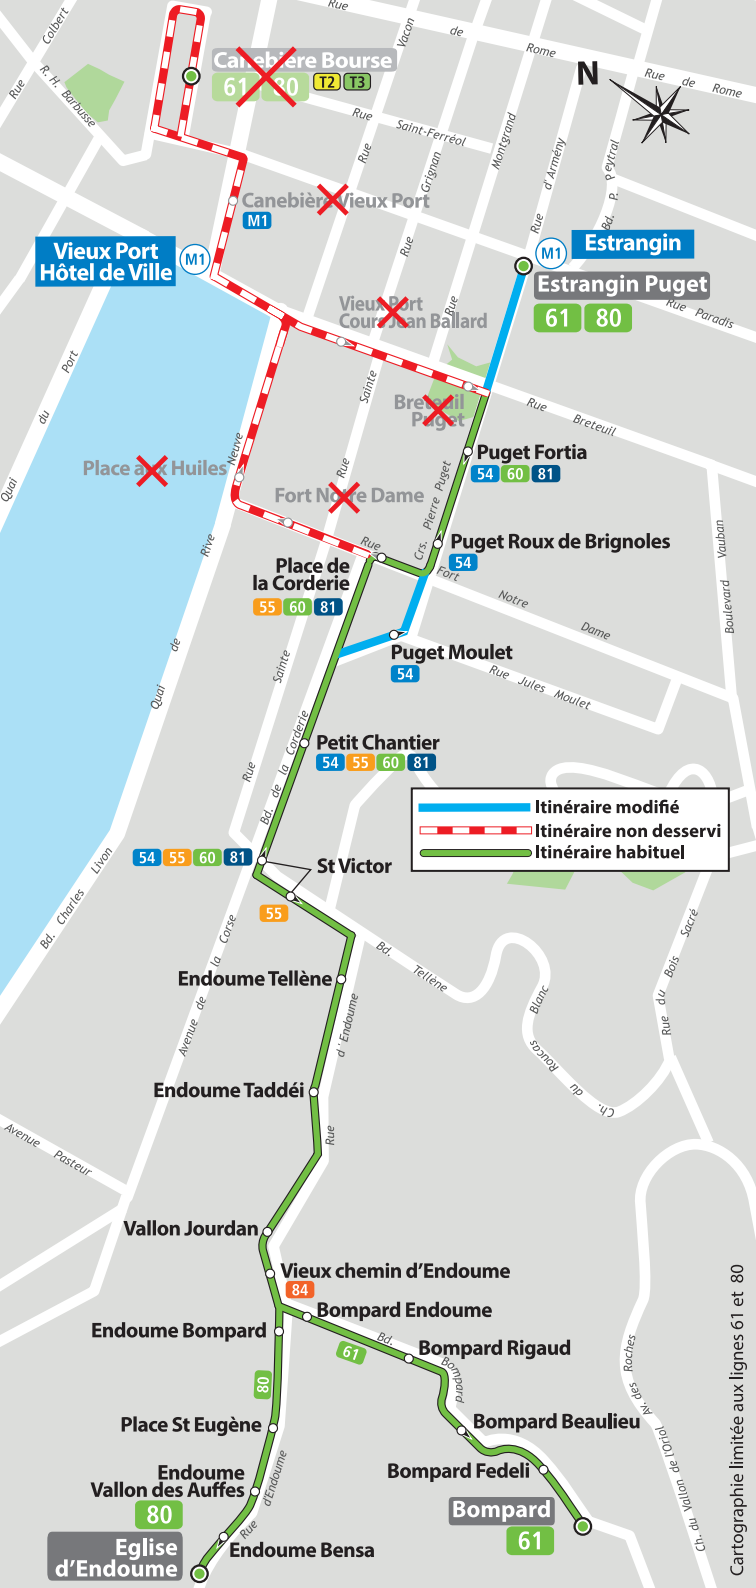 Rue
Colbert
Rue
R. H. Barbusse
Canebière Bourse
61 80 T2 T3
Rue
Vacon
de
Rome
Rue de Rome
N
Rue
Saint-Ferréol
Rue
Grignan
Montgrand
Rue
d'Armény
Bd. P. Peytral
Canebière Vieux Port
M1
Vieux Port
Hôtel de Ville
M1
M1
Estrangin
Estrangin Puget
61 80
Rue Paradis
Rue
Rue
Vieux Port
Cours Jean Ballard
Sainte
Breteuil
Puget
Rue
Breteuil
Quai du Port
Place aux Huiles
Neuve
Rue
Fort Notre Dame
Puget Fortia
54 60 81
Crs. Pierre Puget
Puget Roux de Brignoles
54
Rue
Fort
Notre
Dame
Boulevard Vauban
Place de
la Corderie
55 60 81
Rive
Puget Moulet
54
Rue Jules Moulet
Sainte
Quai de
Petit Chantier
54 55 60 81
Bd. de la Corderie
Rue
Itinéraire modifié
Itinéraire non desservi
Itinéraire habituel
54 55 60 81
St Victor
55
Bd. Charles Livon
Avenue de la Corse
Bd. Tellène
Rue du Bois Sacré
Endoume Tellène
Ch. du Roucas Blanc
d'Endoume
Endoume Taddéi
Rue
Avenue Pasteur
Vallon Jourdan
Vieux chemin d'Endoume
84
Bompard Endoume
Endoume Bompard
Bd.
Bompard
61
Bompard Rigaud
80
Place St Eugène
Bompard Beaulieu
Endoume
Vallon des Auffes
Bompard Fedeli
80
Rue d'Endoume
Bompard
61
Eglise
d'Endoume
Endoume Bensa
Av. des Roches
Ch. du Vallon de l'Oriol
Cartographie limitée aux lignes 61 et 80